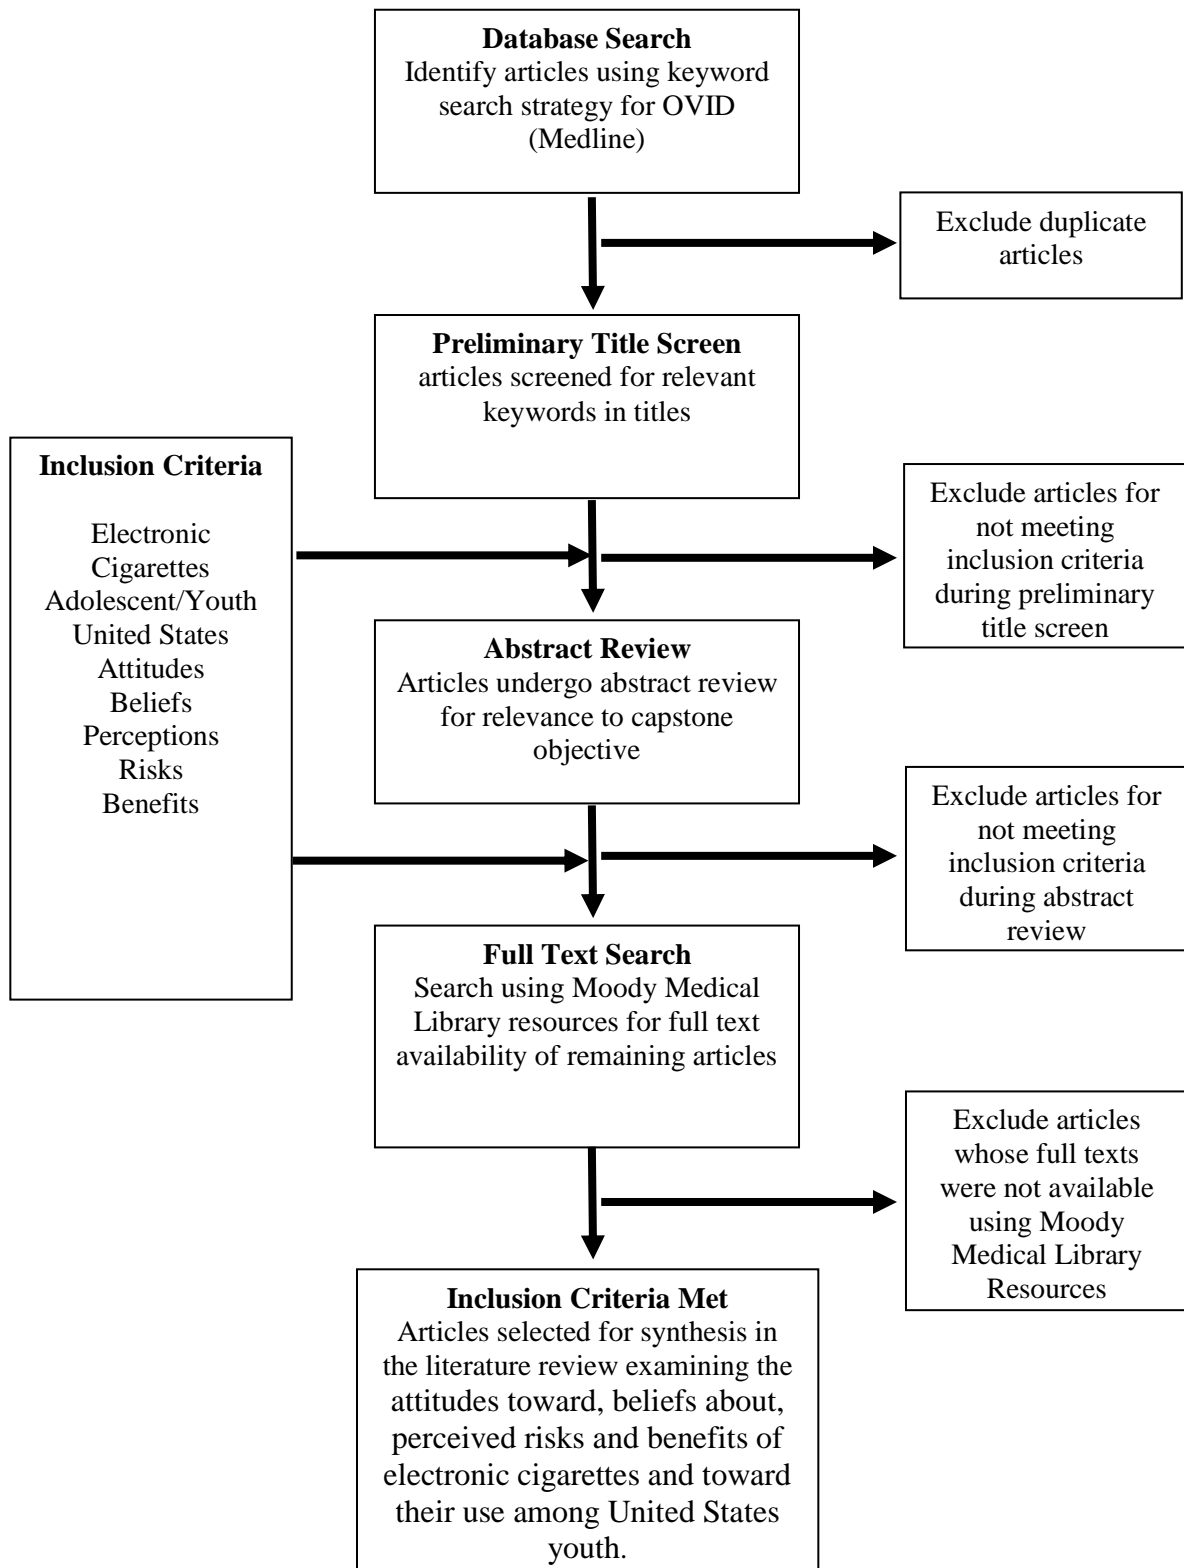 Database Search
Identify articles using keyword
search strategy for OVID
(Medline)
Exclude duplicate
articles
Preliminary Title Screen
articles screened for relevant
keywords in titles
Inclusion Criteria
Electronic
Cigarettes
Adolescent/Youth
United States
Attitudes
Beliefs
Perceptions
Risks
Benefits
Exclude articles for
not meeting
inclusion criteria
during preliminary
title screen
Abstract Review
Articles undergo abstract review
for relevance to capstone
objective
Exclude articles for
not meeting
inclusion criteria
during abstract
review
Full Text Search
Search using Moody Medical
Library resources for full text
availability of remaining articles
Exclude articles
whose full texts
were not available
using Moody
Medical Library
Resources
Inclusion Criteria Met
Articles selected for synthesis in
the literature review examining the
attitudes toward, beliefs about,
perceived risks and benefits of
electronic cigarettes and toward
their use among United States
youth.